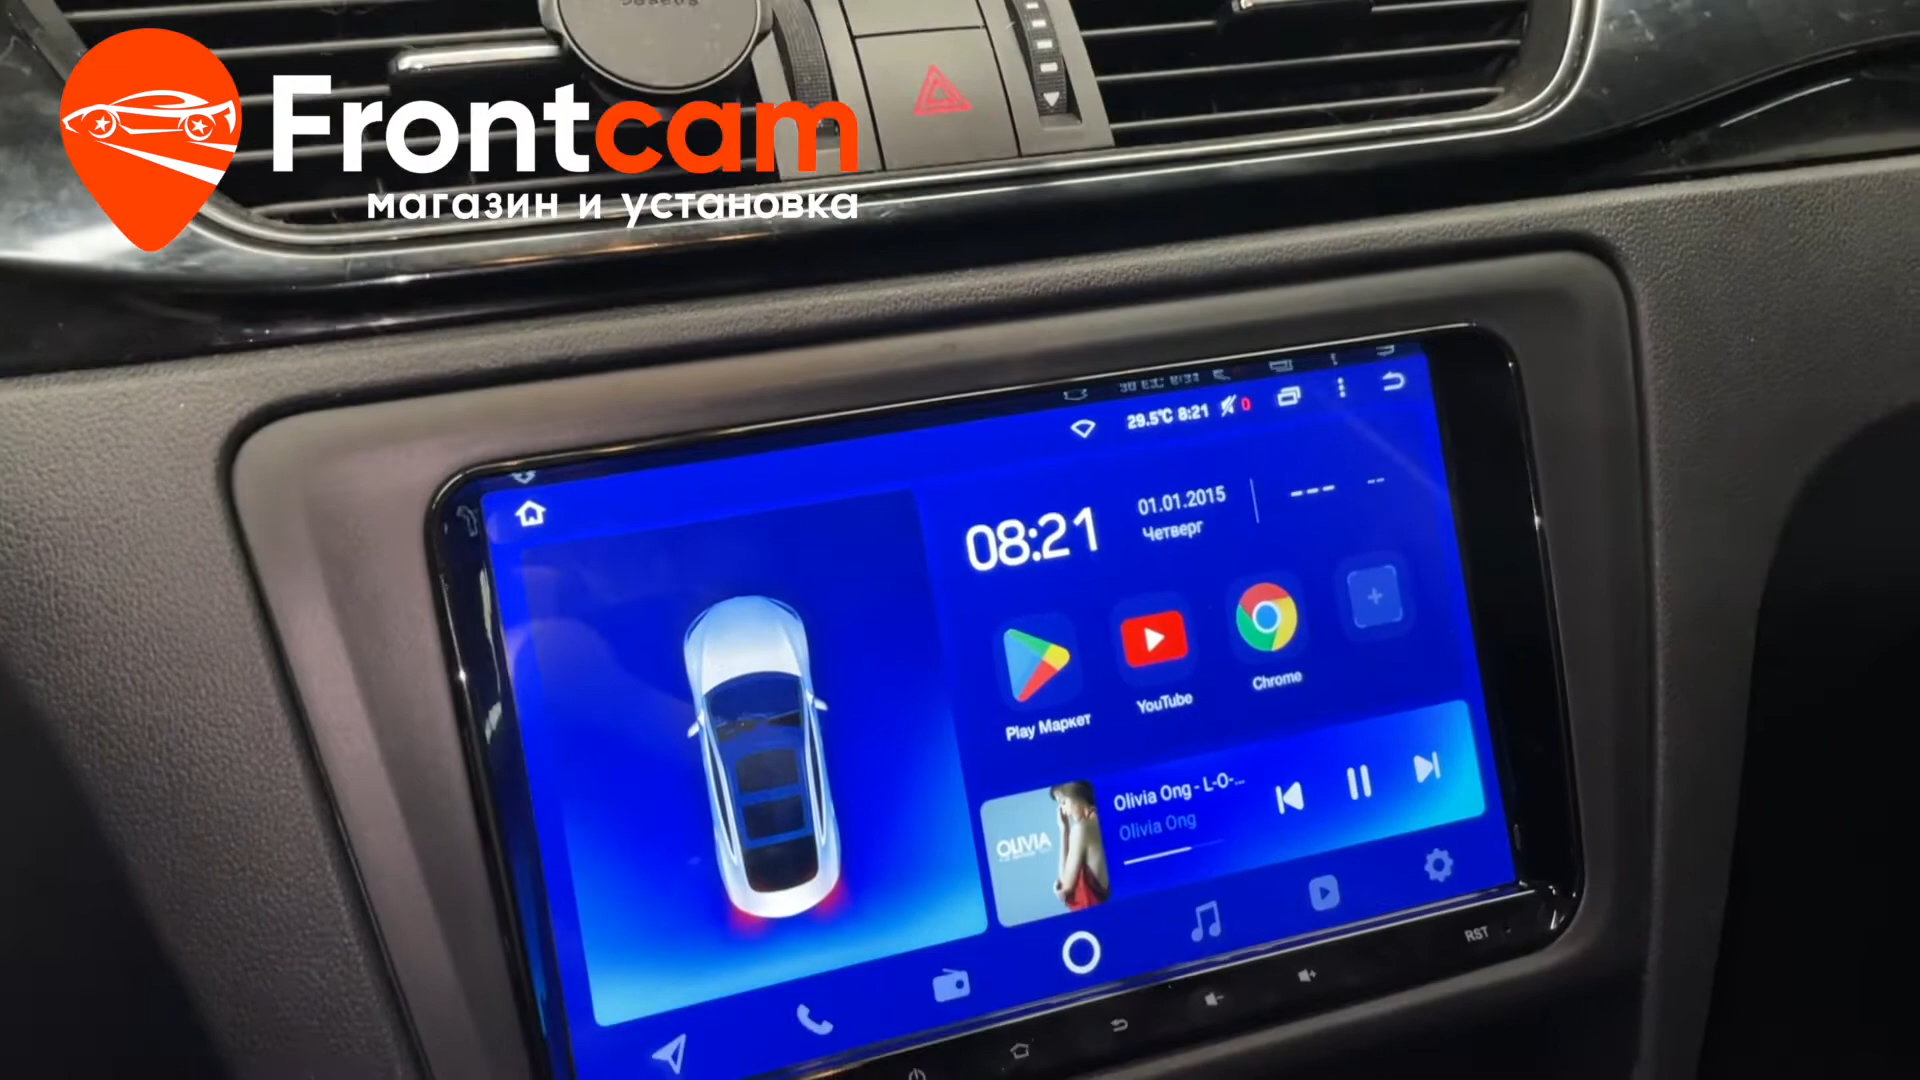 Frontcam
магазин и установка
29.5°C 8:21 0
08:21
01.01.2015
Четверг
Play Маркет
YouTube
Chrome
Olivia Ong - L-O-...
Olivia Ong
OLIVIA
RST